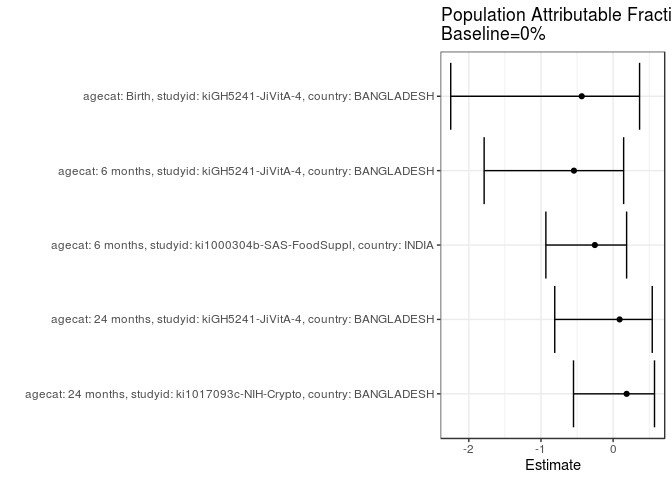 Population Attributable Fracti
Baseline=0%
agecat: Birth, studyid: kiGH5241-JiVitA-4, country: BANGLADESH
agecat: 6 months, studyid: kiGH5241-JiVitA-4, country: BANGLADESH
agecat: 6 months, studyid: ki1000304b-SAS-FoodSuppl, country: INDIA
agecat: 24 months, studyid: kiGH5241-JiVitA-4, country: BANGLADESH
agecat: 24 months, studyid: ki1017093c-NIH-Crypto, country: BANGLADESH
-2 -1 0
Estimate